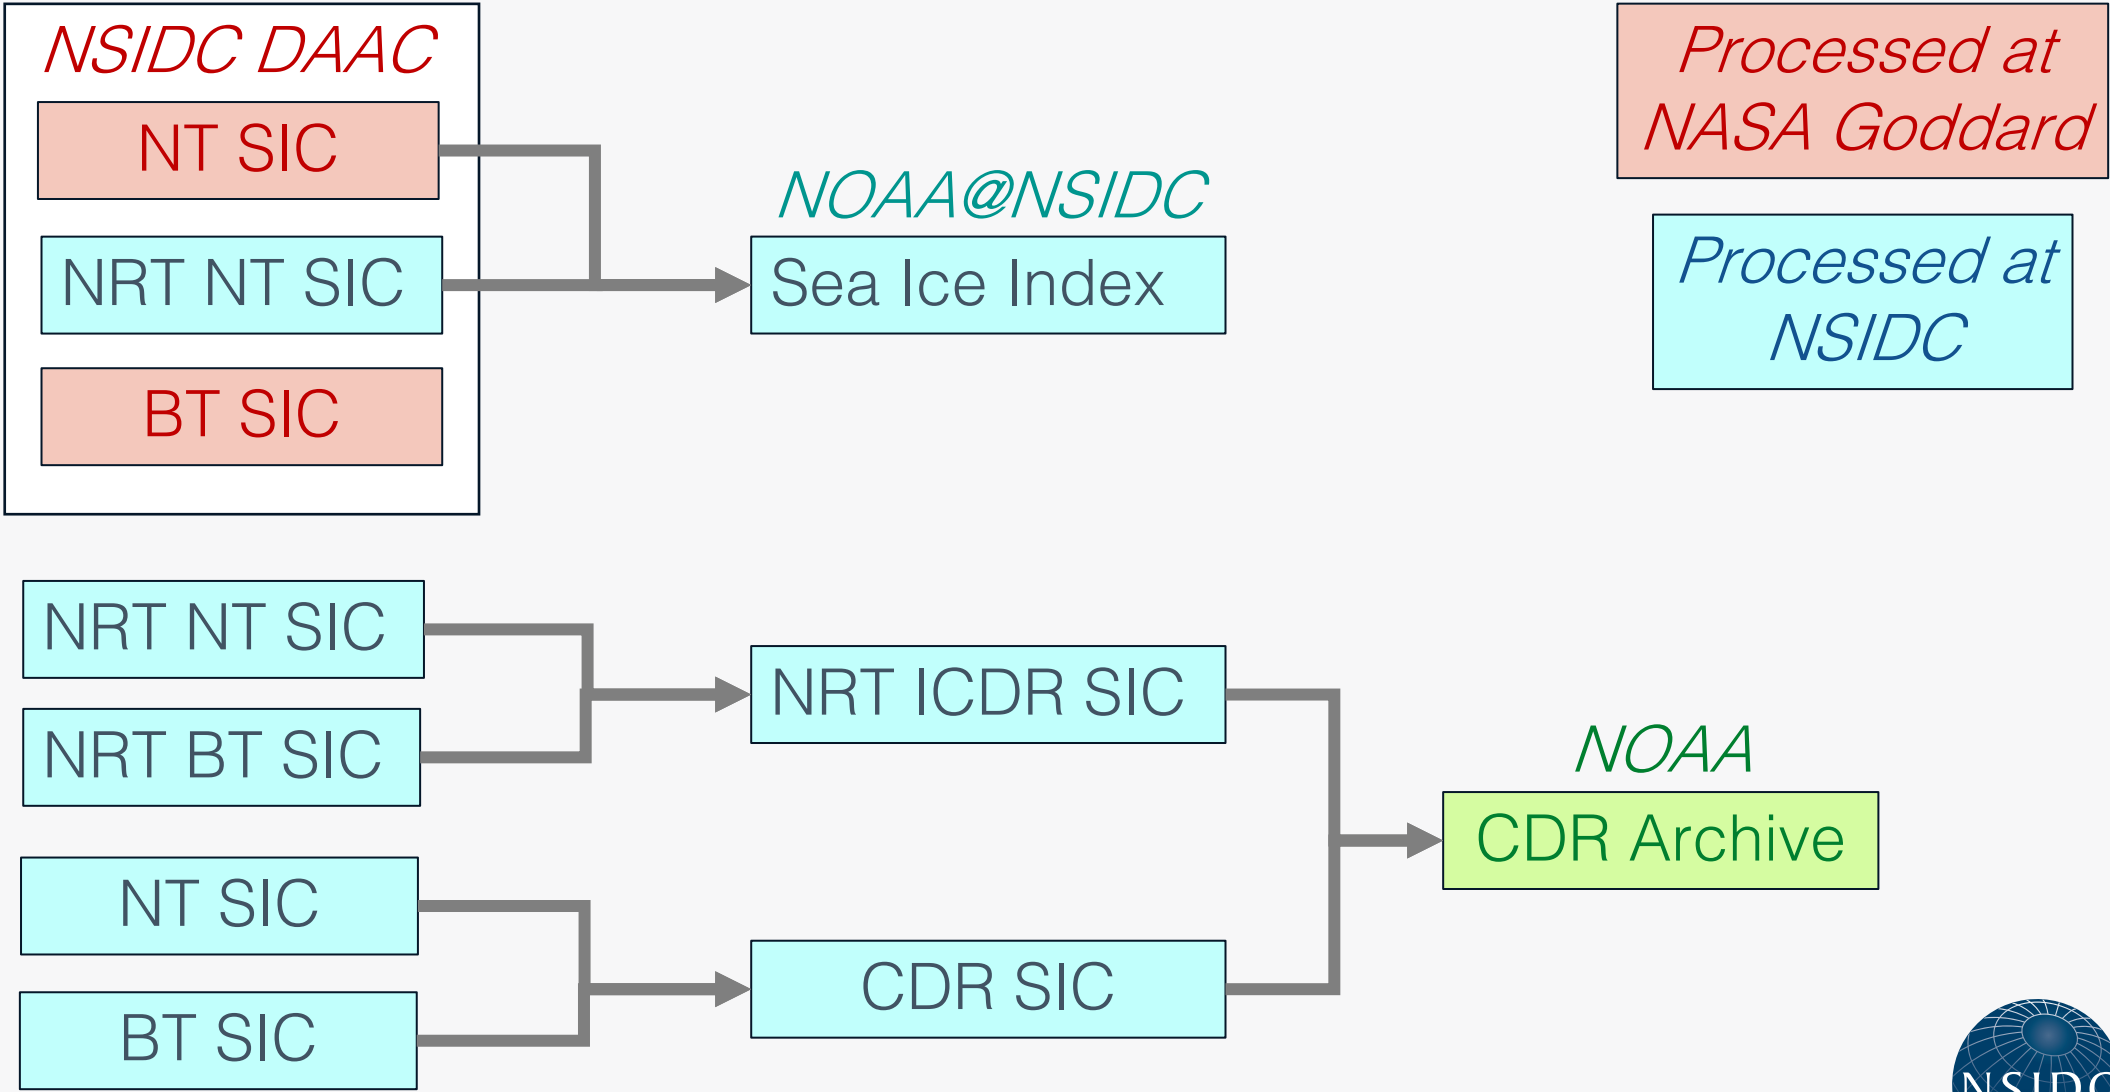 NSIDC DAAC
NT SIC
NRT NT SIC
BT SIC
NOAA@NSIDC
Sea Ice Index
Processed at
NASA Goddard
Processed at
NSIDC
NRT NT SIC
NRT BT SIC
NT SIC
BT SIC
NRT ICDR SIC
CDR SIC
NOAA
CDR Archive
NSIDC